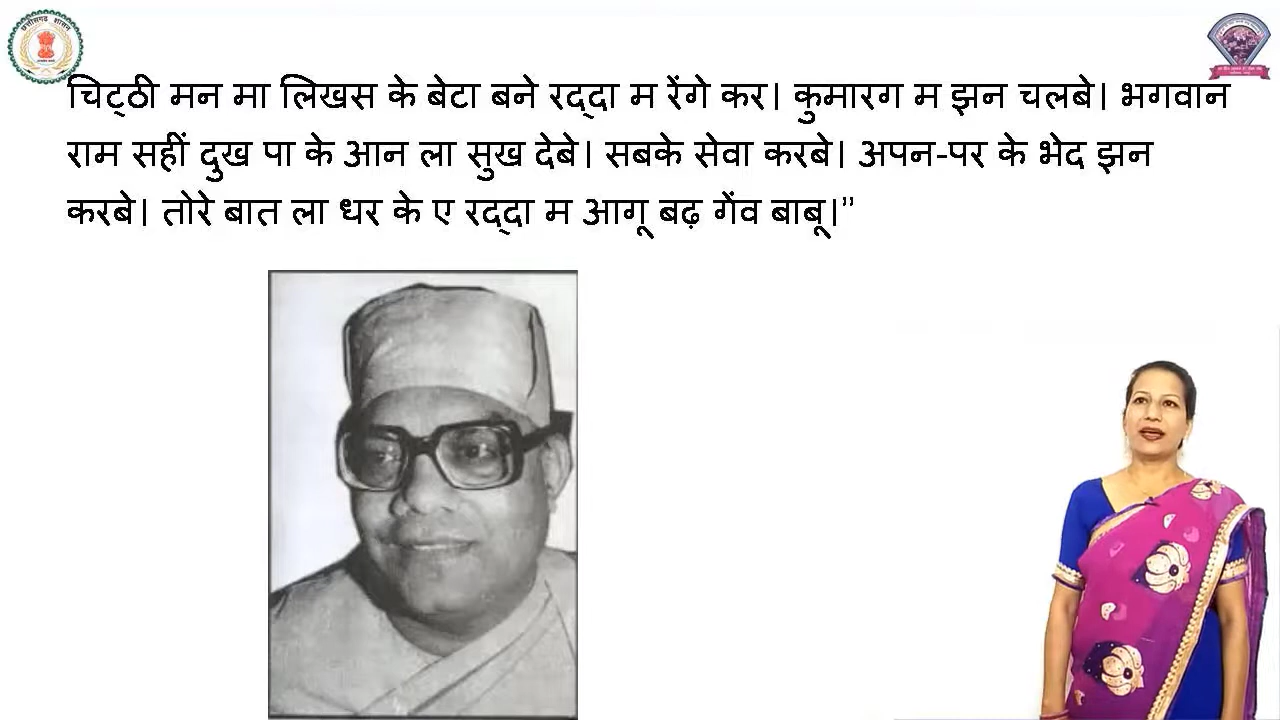 चिट्ठी मन मा लिखस के बेटा बने रद्दा म रेंगे कर। कुमारग म झन चलबे। भगवान
राम सहीं दुख पा के आन ला सुख देबे। सबके सेवा करबे। अपन-पर के भेद झन
करबे। तोरे बात ला धर के ए रद्दा म आगू बढ़ गेंव बाबू।”